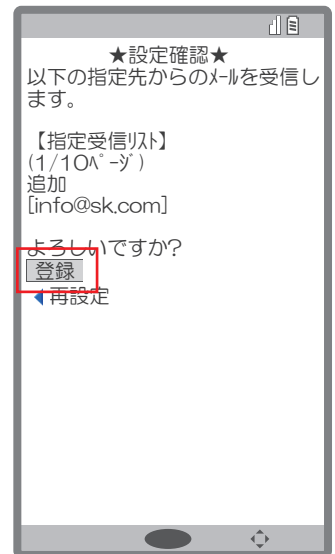 ★設定確認★
以下の指定先からのﾒｰﾙを受信し
ます。
【指定受信ﾘｽﾄ】
(1/10ﾍﾟｰｼﾞ)
追加
[info@sk.com]
よろしいですか?
登録
再設定